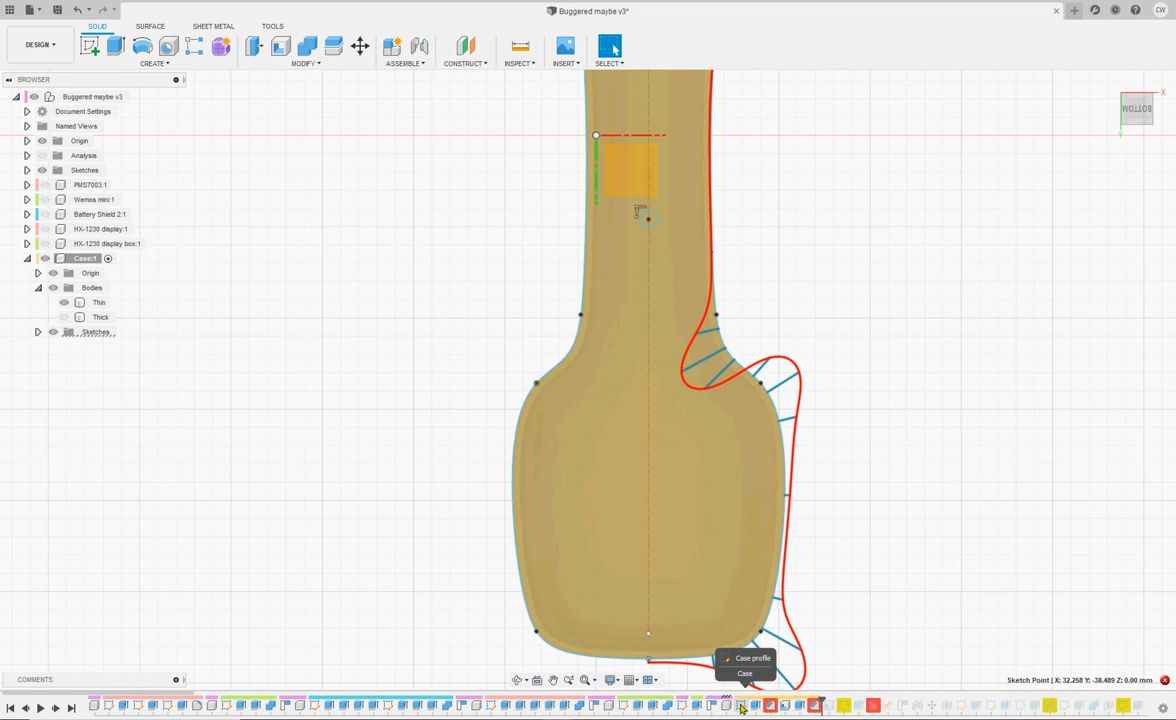 Buggered maybe v3*
CW
SOLID
SURFACE
SHEET METAL
TOOLS
DESIGN
CREATE
MODIFY
ASSEMBLE
CONSTRUCT
INSPECT
INSERT
SELECT
BROWSER
Buggered maybe v3
Document Settings
Named Views
Origin
Analysis
Sketches
PMS7003:1
Wemos mini:1
Battery Shield 2:1
HX-1230 display:1
HX-1230 display box:1
Case:1
Origin
Bodies
Thin
Thick
Sketches
X
BOTTOM
Y
Case profile
Case
COMMENTS
Sketch Point | X: 32.258 Y: -38.489 Z: 0.00 mm